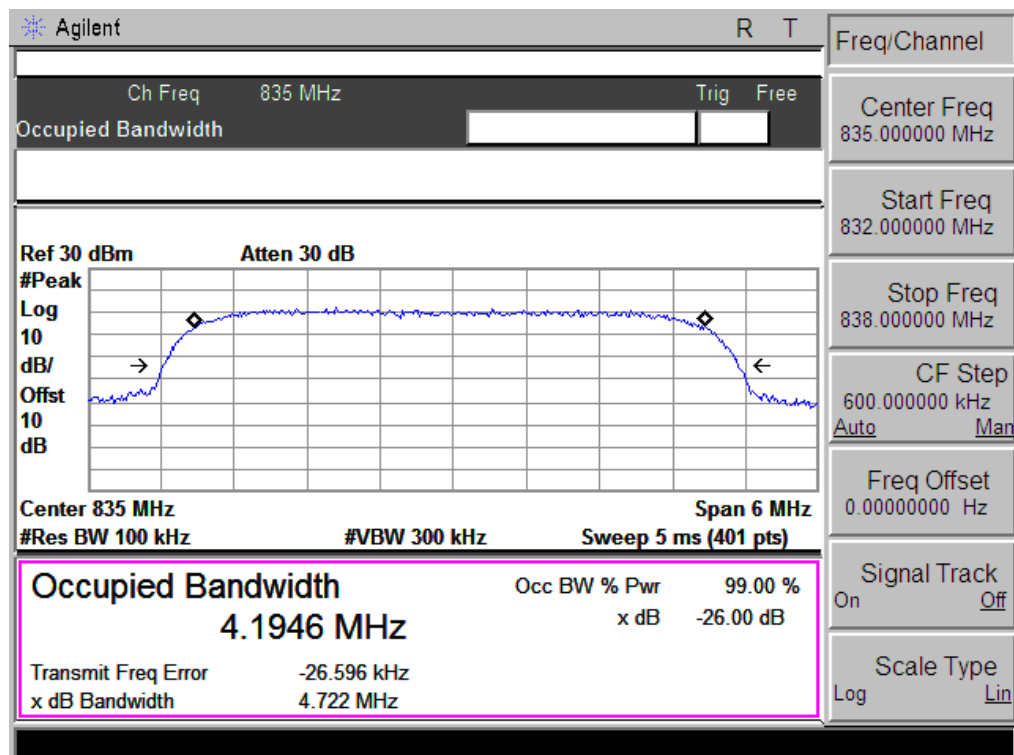 Agilent R T
Ch Freq 835 MHz Trig Free
Occupied Bandwidth
Ref 30 dBm Atten 30 dB
#Peak
Log
10
dB/
Offst
10
dB
Center 835 MHz Span 6 MHz
#Res BW 100 kHz #VBW 300 kHz Sweep 5 ms (401 pts)
Occupied Bandwidth Occ BW % Pwr 99.00 %
4.1946 MHz x dB -26.00 dB
Transmit Freq Error -26.596 kHz
x dB Bandwidth 4.722 MHz
Freq/Channel
Center Freq
835.000000 MHz
Start Freq
832.000000 MHz
Stop Freq
838.000000 MHz
CF Step
600.000000 kHz
Auto Man
Freq Offset
0.00000000 Hz
Signal Track
On Off
Scale Type
Log Lin